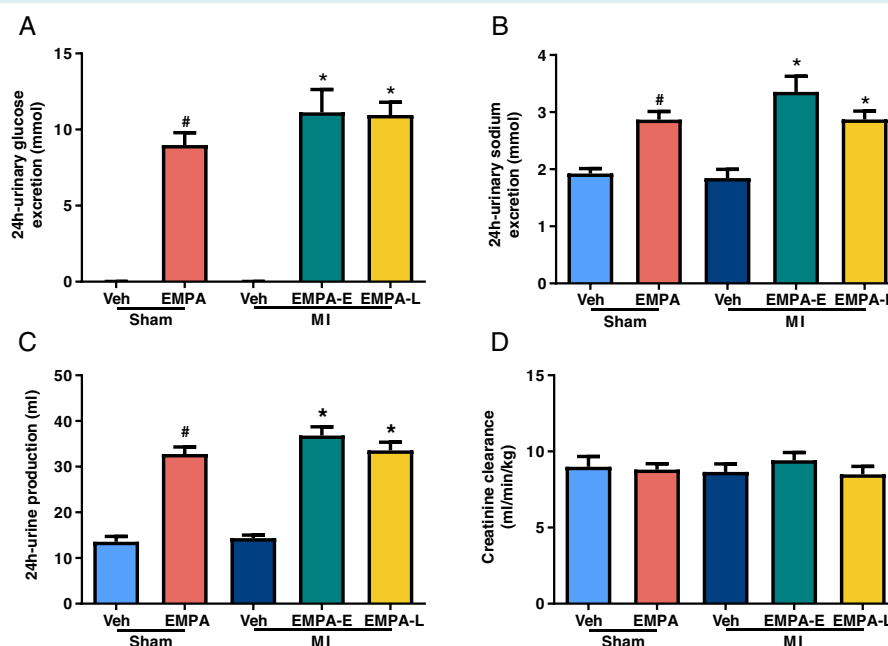 A
24h-urinary glucose
excretion (mmol)
15
10
5
0
#
*
*
Veh EMPA Veh EMPA-E EMPA-L
Sham MI
B
24h-urinary sodium
excretion (mmol)
4
3
2
1
0
#
*
*
Veh EMPA Veh EMPA-E EMPA-L
Sham MI
C
24h-urine production (ml)
50
40
30
20
10
0
#
*
*
Veh EMPA Veh EMPA-E EMPA-L
Sham MI
D
Creatinine clearance
(ml/min/kg)
15
10
5
0
Veh EMPA Veh EMPA-E EMPA-L
Sham MI